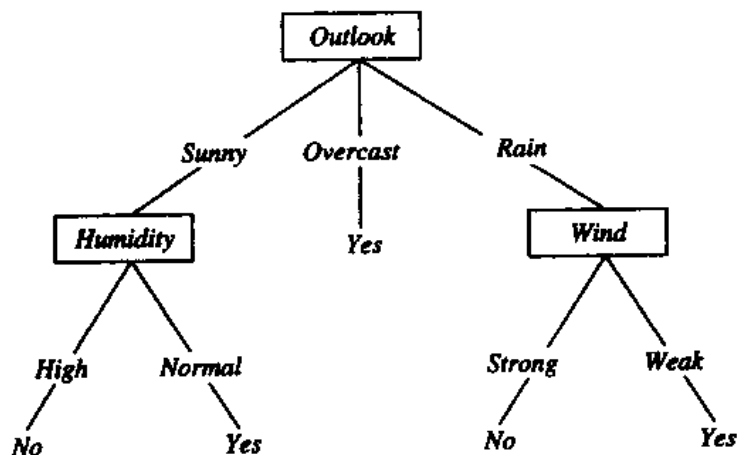 Outlook
Sunny Overcast Rain
Humidity Yes Wind
High Normal Strong Weak
No Yes No Yes